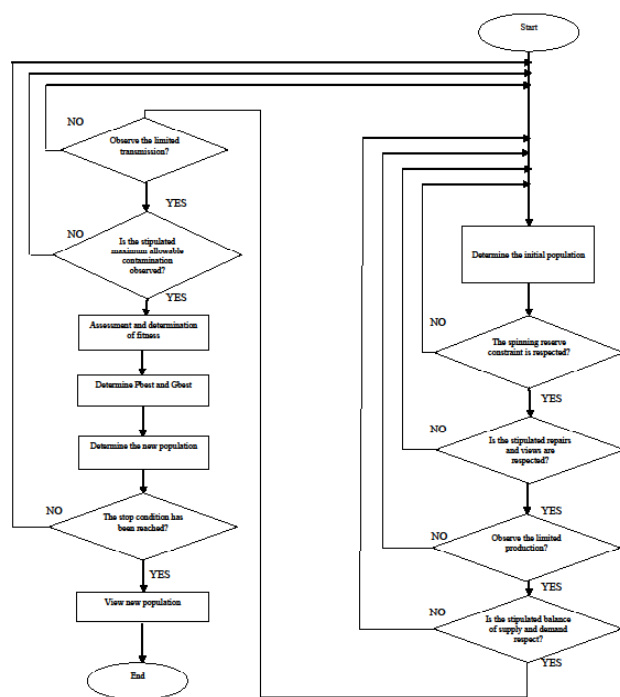 Start
Determine the initial population
NO
The spinning reserve
constraint is respected?
YES
NO
Is the stipulated repairs
and views are
respected?
YES
NO
Observe the limited
production?
YES
NO
Is the stipulated balance
of supply and demand
respect?
YES
NO
Observe the limited
transmission?
YES
NO
Is the stipulated
maximum allowable
contamination
observed?
YES
Assessment and determination
of fitness
Determine Pbest and Gbest
Determine the new population
NO
The stop condition has
been reached?
YES
View new population
End